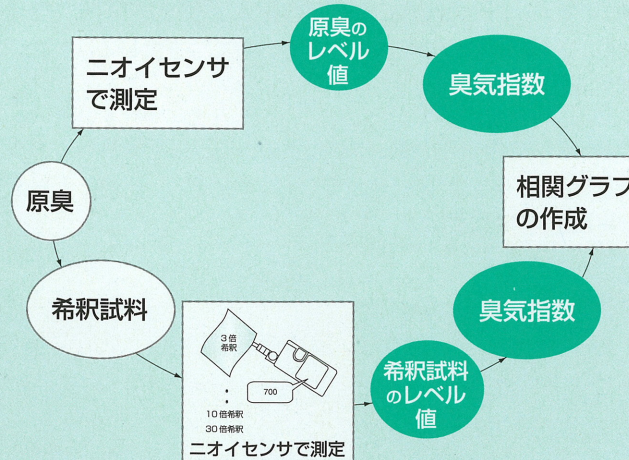 原臭の
レベル
値
ニオイセンサ
で測定
臭気指数
原臭
相関グラフ
の作成
希釈試料
臭気指数
3倍
希釈
700
10倍希釈
30倍希釈
ニオイセンサで測定
希釈試料
のレベル
値